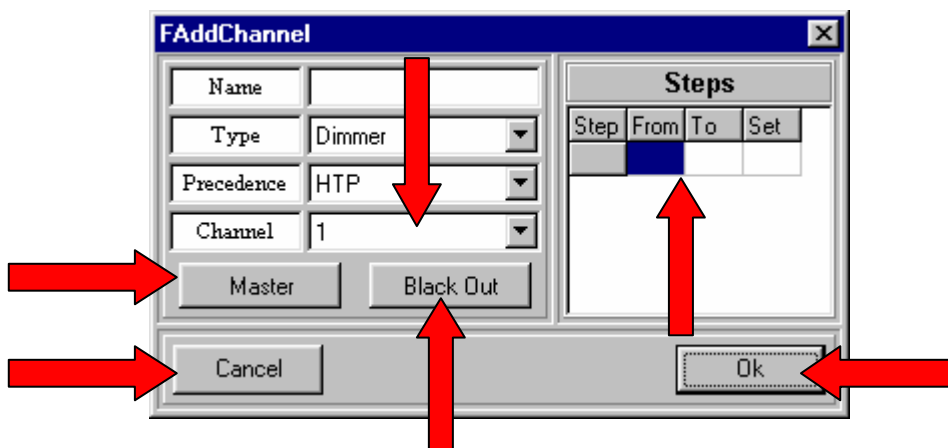 FAddChannel
Name
Type Dimmer
Precedence HTP
Channel 1
Master Black Out
Steps
Step From To Set
Cancel Ok